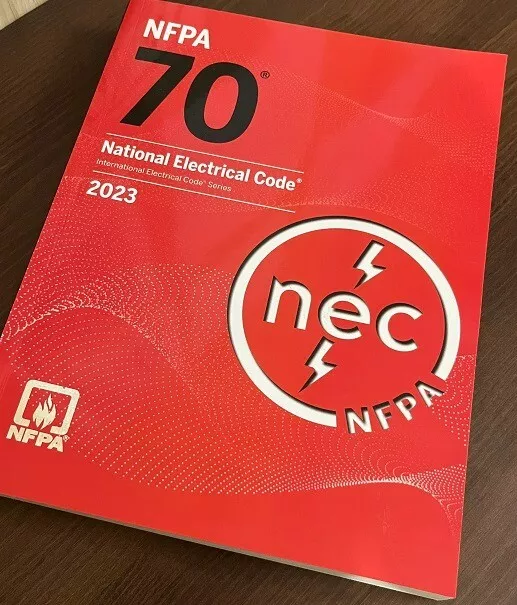 NFPA
70®
National Electrical Code®
International Electrical Code® Series
2023
nec
NFPA
NFPA®